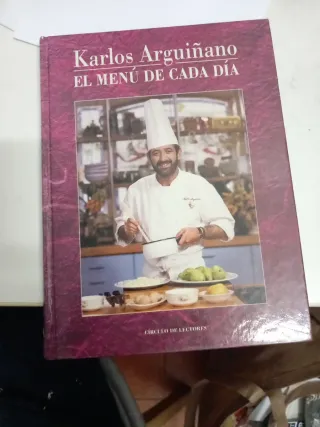 Karlos Arguiñano
EL MENÚ DE CADA DÍA
CÍRCULO DE LECTORES